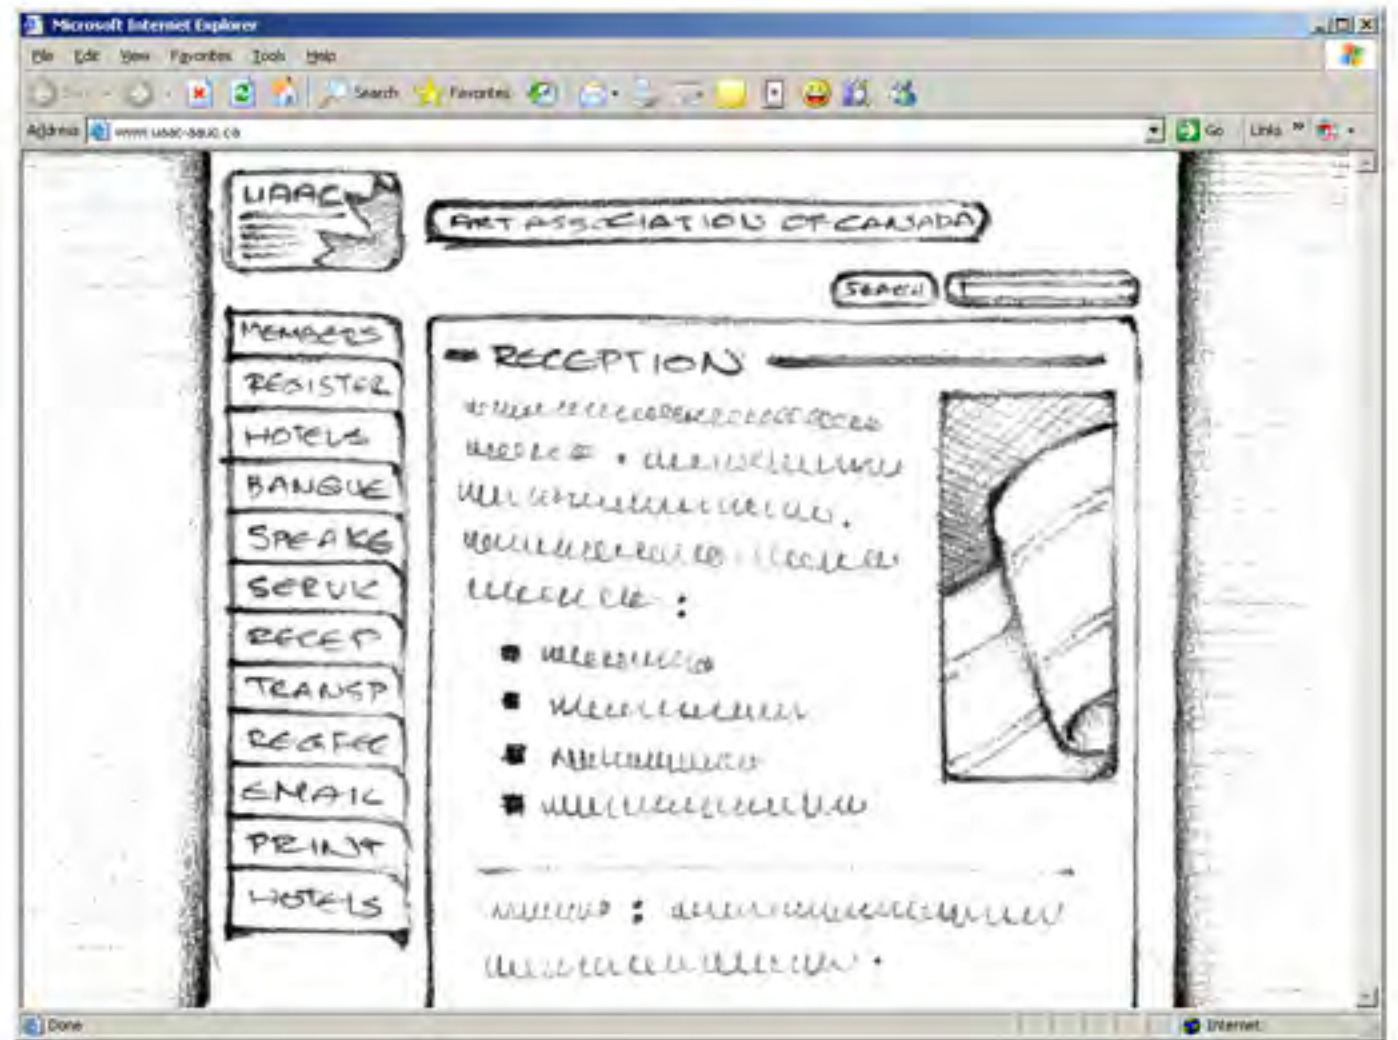 Microsoft Internet Explorer
File Edit View Favorites Tools Help
Search Favorites
Address www.uaac-aauc.ca Go Links
UAAC
ART ASSOCIATION OF CANADA
SEARCH
MEMBERS
REGISTER
HOTELS
BANQUE
SPEAKE
SERVIC
RECEP
TRANSP
REGFEE
EMAIL
PRINT
HOTELS
RECEPTION
Done Internet